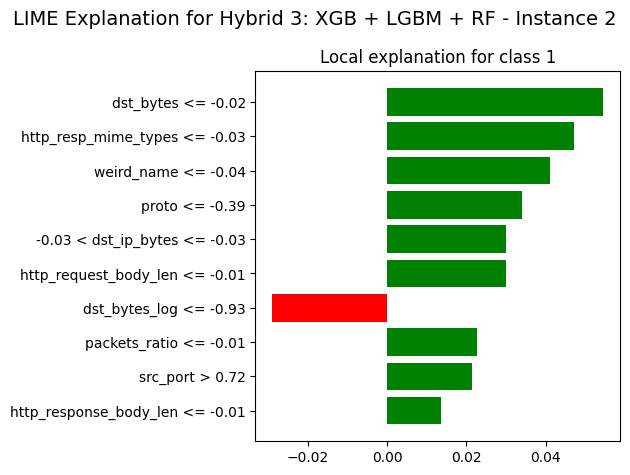 LIME Explanation for Hybrid 3: XGB + LGBM + RF - Instance 2
Local explanation for class 1
dst_bytes <= -0.02
http_resp_mime_types <= -0.03
weird_name <= -0.04
proto <= -0.39
-0.03 < dst_ip_bytes <= -0.03
http_request_body_len <= -0.01
dst_bytes_log <= -0.93
packets_ratio <= -0.01
src_port > 0.72
http_response_body_len <= -0.01
−0.02 0.00 0.02 0.04